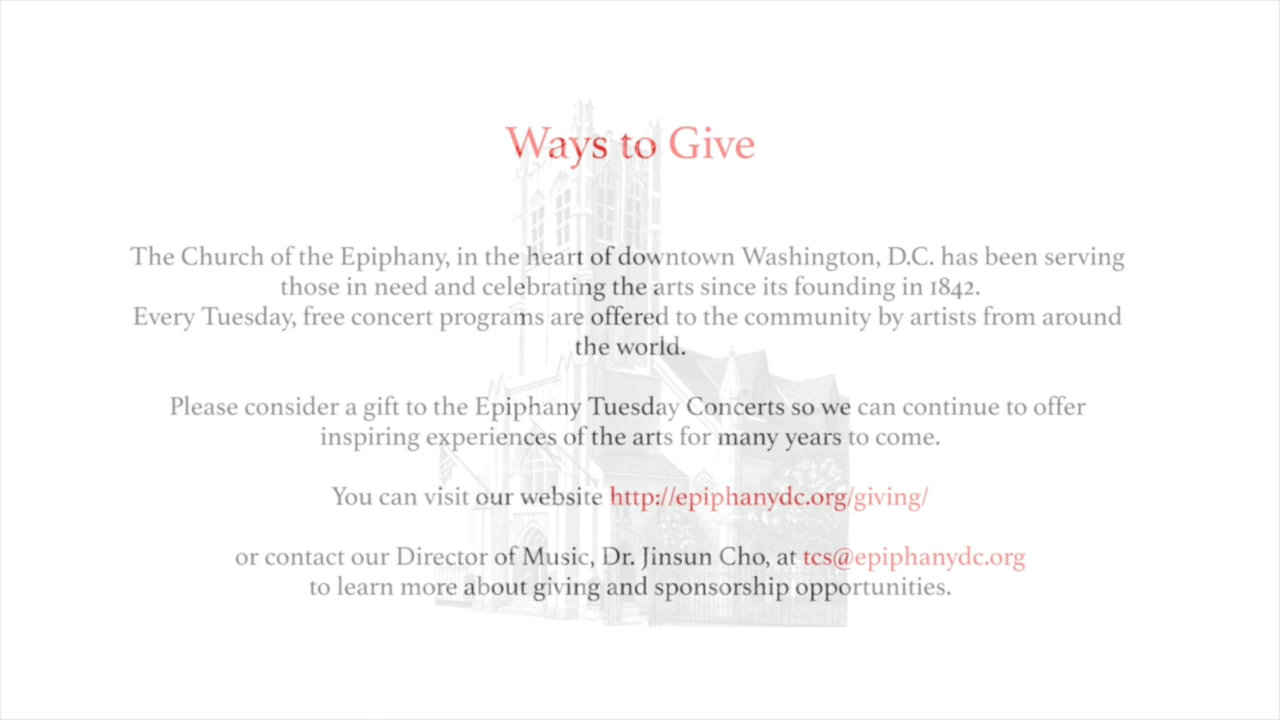 Ways to Give
The Church of the Epiphany, in the heart of downtown Washington, D.C. has been serving
those in need and celebrating the arts since its founding in 1842.
Every Tuesday, free concert programs are offered to the community by artists from around
the world.
Please consider a gift to the Epiphany Tuesday Concerts so we can continue to offer
inspiring experiences of the arts for many years to come.
You can visit our website http://epiphanydc.org/giving/
or contact our Director of Music, Dr. Jinsun Cho, at tcs@epiphanydc.org
to learn more about giving and sponsorship opportunities.